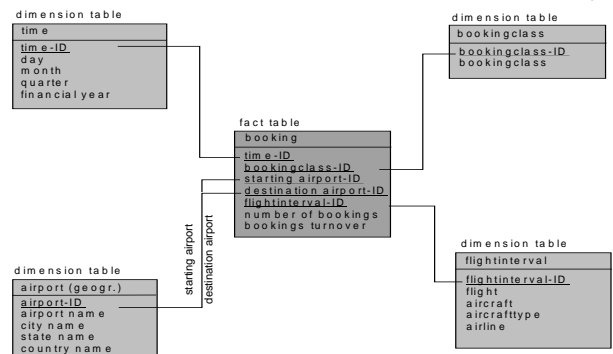 dimension table
time
time-ID
day
month
quarter
financial year
dimension table
bookingclass
bookingclass-ID
bookingclass
fact table
booking
time-ID
bookingclass-ID
starting airport-ID
destination airport-ID
flightinterval-ID
number of bookings
bookings turnover
starting airport
destination airport
dimension table
airport (geogr.)
airport-ID
airport name
city name
state name
country name
dimension table
flightinterval
flightinterval-ID
flight
aircraft
aircrafttype
airline